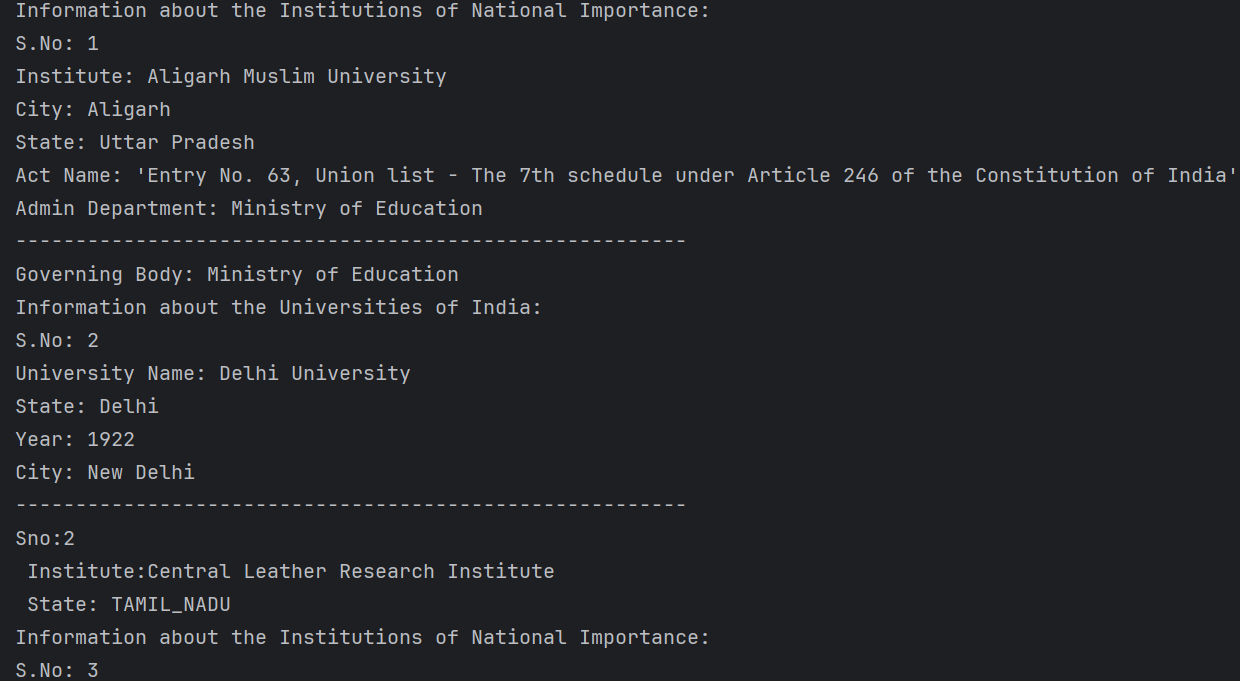 Information about the Institutions of National Importance:
S.No: 1
Institute: Aligarh Muslim University
City: Aligarh
State: Uttar Pradesh
Act Name: 'Entry No. 63, Union list - The 7th schedule under Article 246 of the Constitution of India'
Admin Department: Ministry of Education
--------------------------------------------------------
Governing Body: Ministry of Education
Information about the Universities of India:
S.No: 2
University Name: Delhi University
State: Delhi
Year: 1922
City: New Delhi
--------------------------------------------------------
Sno:2
 Institute:Central Leather Research Institute
 State: TAMIL_NADU
Information about the Institutions of National Importance:
S.No: 3